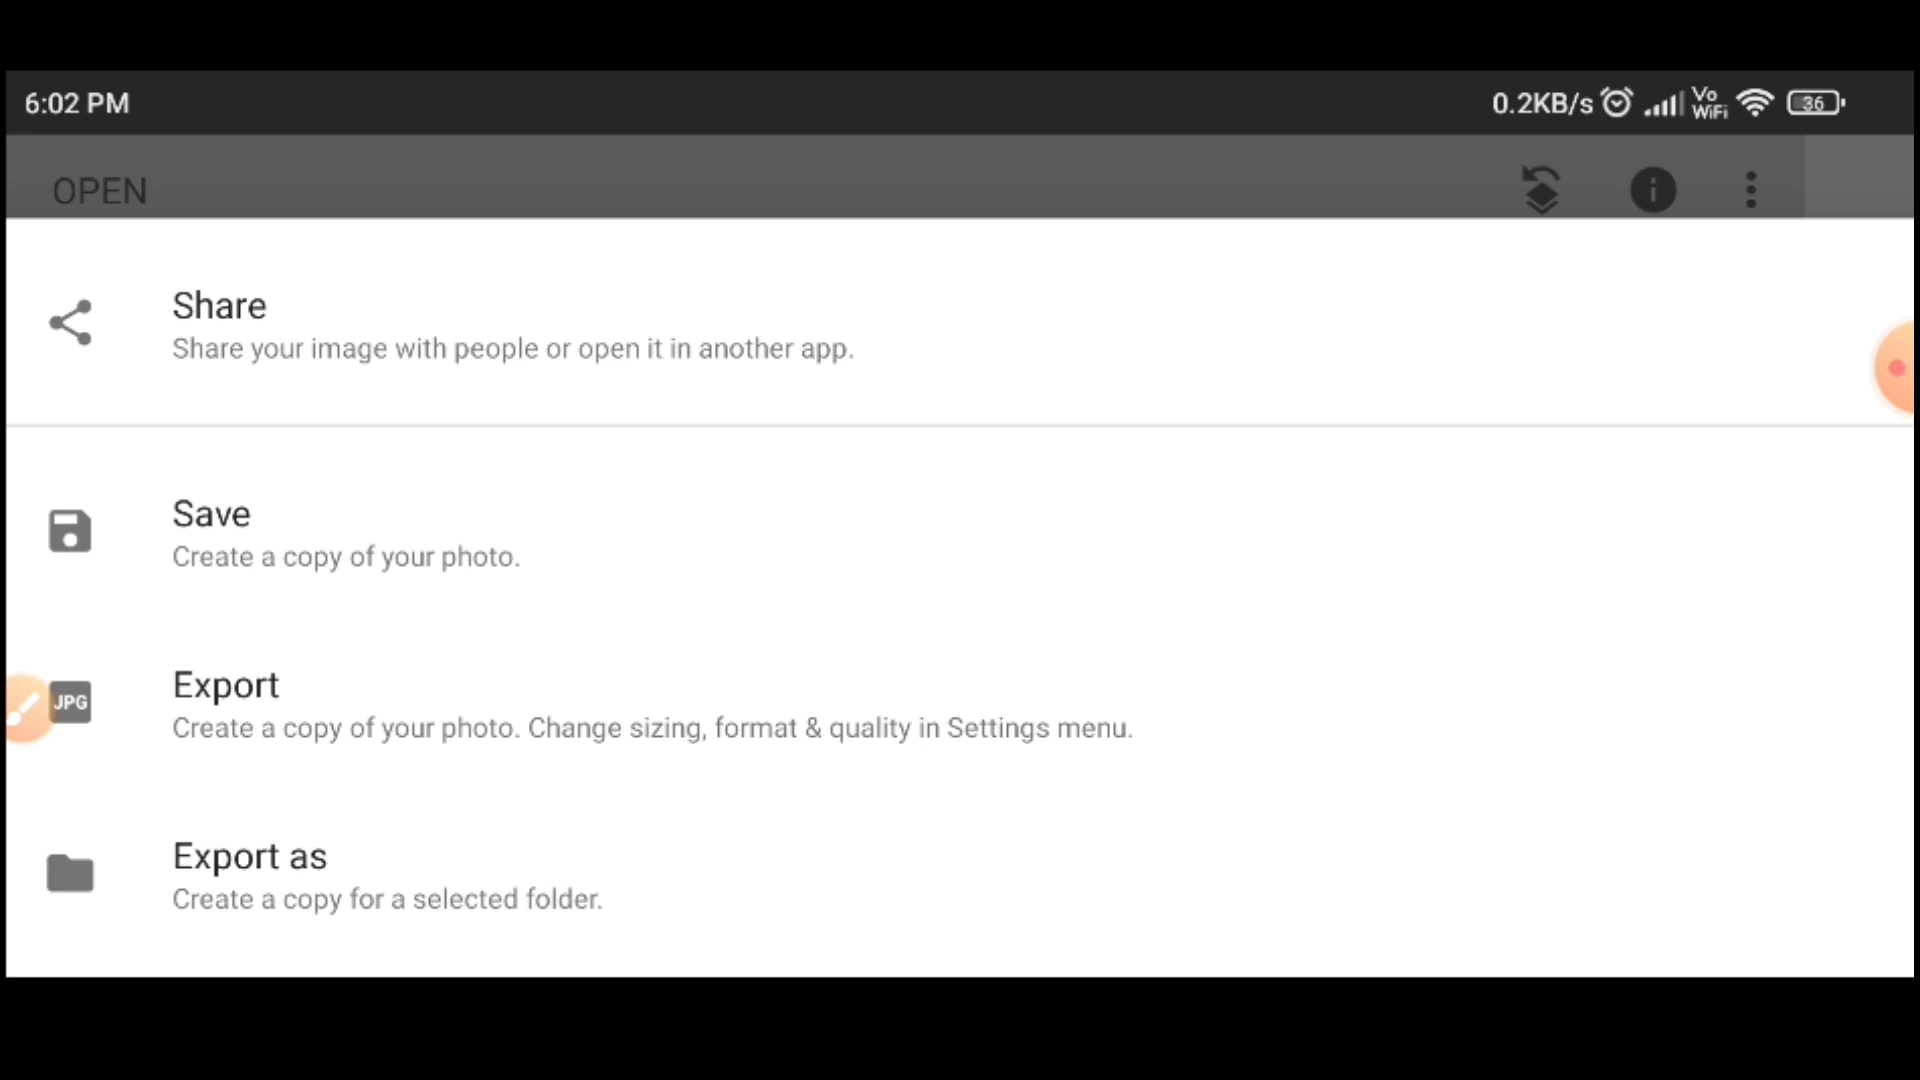 6:02 PM
0.2KB/s Vo WiFi 36
OPEN
Share
Share your image with people or open it in another app.
Save
Create a copy of your photo.
JPG
Export
Create a copy of your photo. Change sizing, format & quality in Settings menu.
Export as
Create a copy for a selected folder.